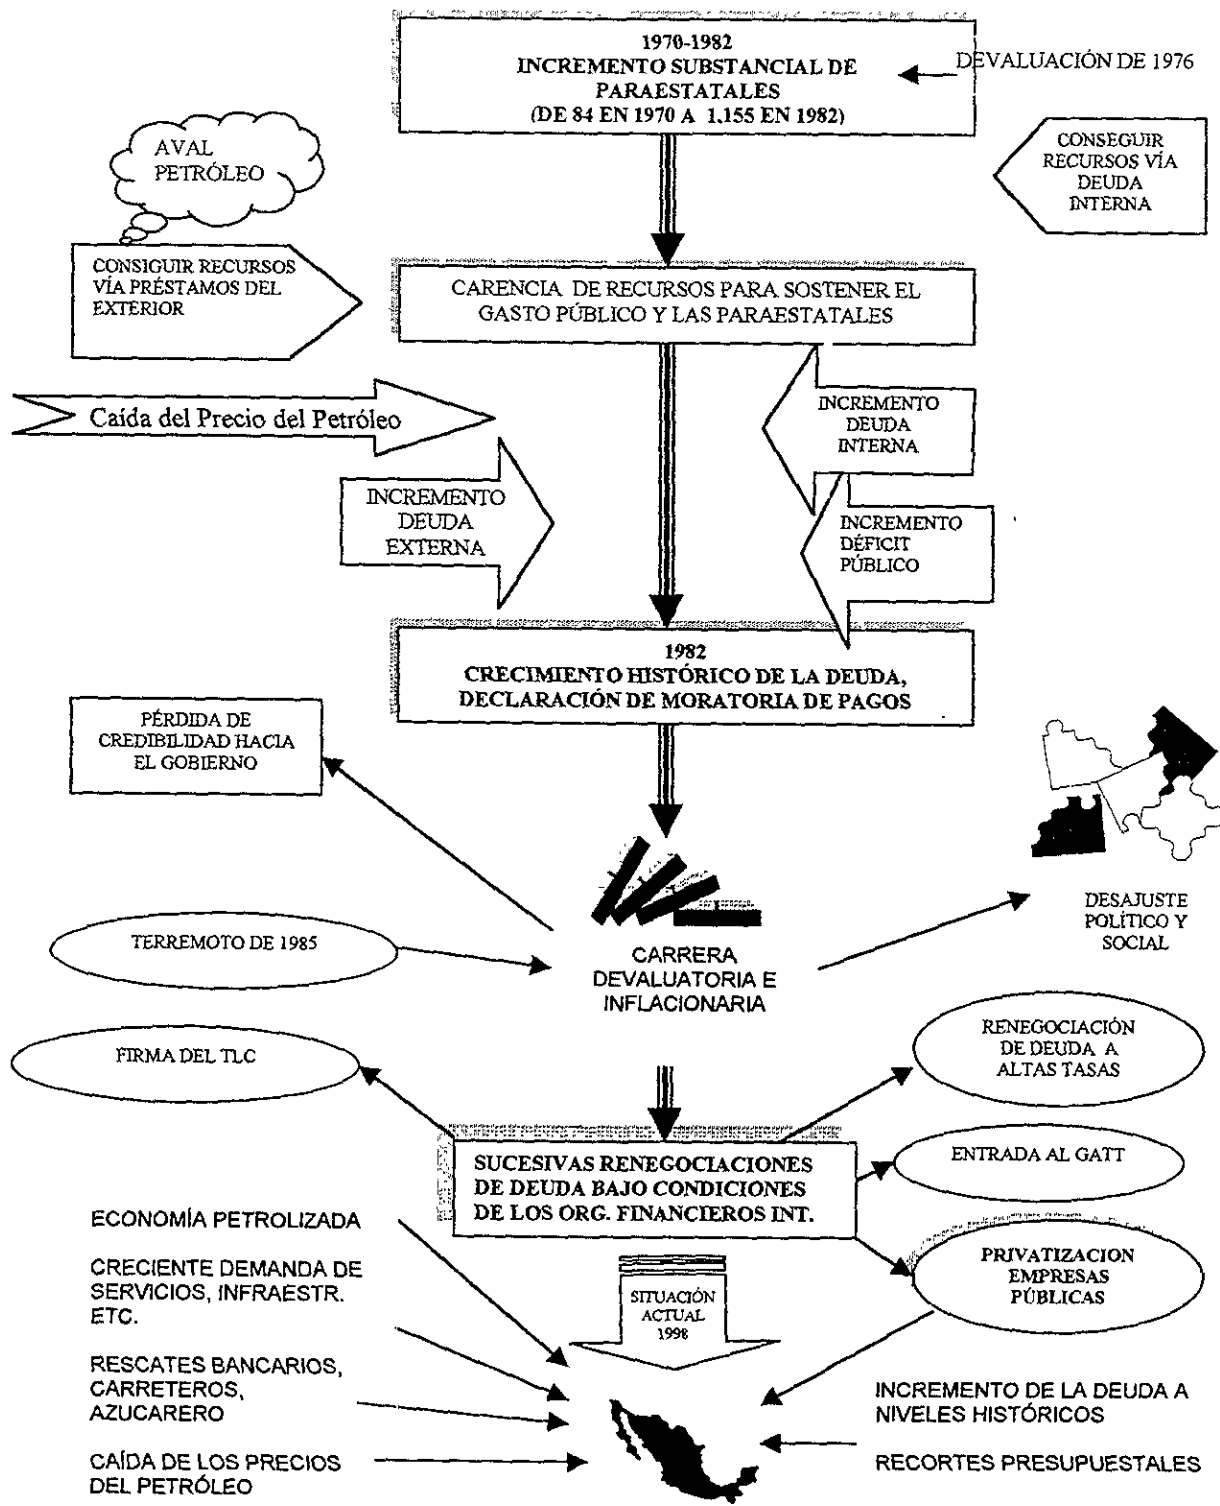 1970-1982
INCREMENTO SUBSTANCIAL DE
PARAESTATALES
(DE 84 EN 1970 A 1,155 EN 1982)
DEVALUACIÓN DE 1976
AVAL
PETRÓLEO
CONSEGUIR
RECURSOS VÍA
DEUDA
INTERNA
CONSIGUIR RECURSOS
VÍA PRÉSTAMOS DEL
EXTERIOR
CARENCIA DE RECURSOS PARA SOSTENER EL
GASTO PÚBLICO Y LAS PARAESTATALES
Caída del Precio del Petróleo
INCREMENTO
DEUDA
INTERNA
INCREMENTO
DEUDA
EXTERNA
INCREMENTO
DÉFICIT
PÚBLICO
1982
CRECIMIENTO HISTÓRICO DE LA DEUDA,
DECLARACIÓN DE MORATORIA DE PAGOS
PÉRDIDA DE
CREDIBILIDAD HACIA
EL GOBIERNO
DESAJUSTE
POLÍTICO Y
SOCIAL
TERREMOTO DE 1985
CARRERA
DEVALUATORIA E
INFLACIONARIA
FIRMA DEL TLC
RENEGOCIACIÓN
DE DEUDA A
ALTAS TASAS
SUCESIVAS RENEGOCIACIONES
DE DEUDA BAJO CONDICIONES
DE LOS ORG. FINANCIEROS INT.
ENTRADA AL GATT
PRIVATIZACION
EMPRESAS
PÚBLICAS
ECONOMÍA PETROLIZADA
CRECIENTE DEMANDA DE
SERVICIOS, INFRAESTR.
ETC.
SITUACIÓN
ACTUAL
1998
RESCATES BANCARIOS,
CARRETEROS,
AZUCARERO
INCREMENTO DE LA DEUDA A
NIVELES HISTÓRICOS
CAÍDA DE LOS PRECIOS
DEL PETRÓLEO
RECORTES PRESUPUESTALES